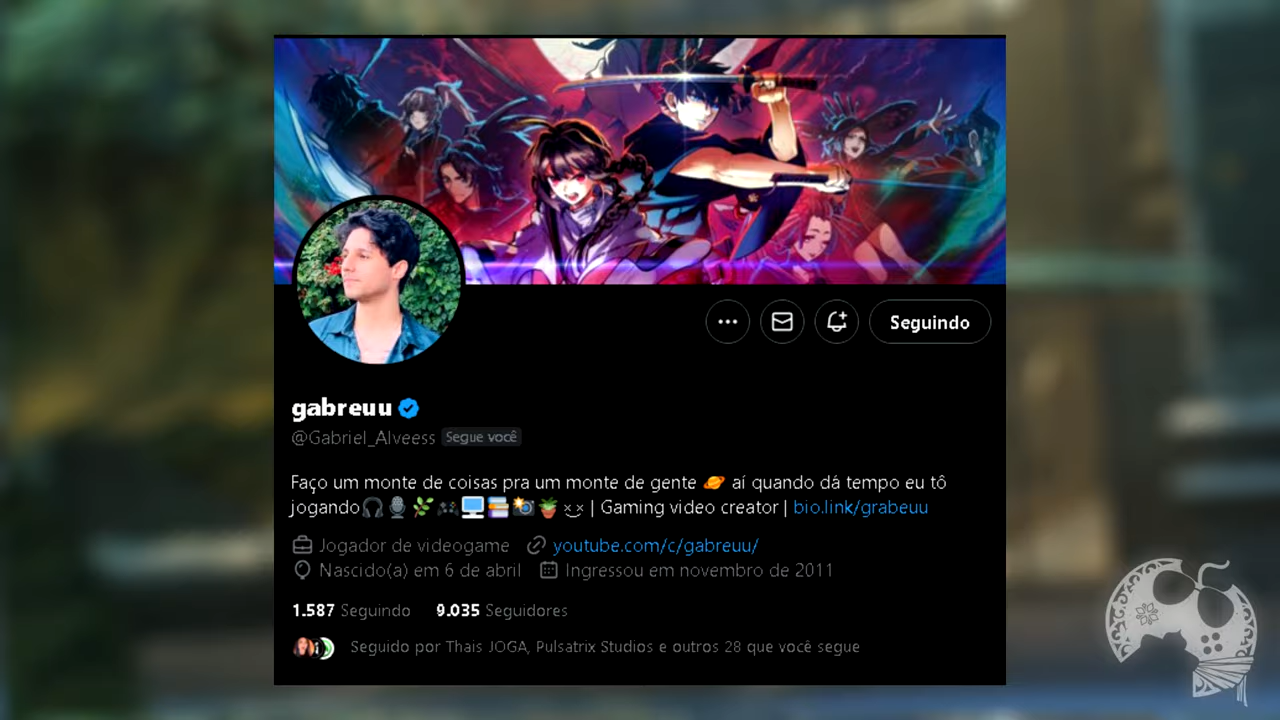 Seguindo
gabreuu
@Gabriel_Alveess Segue você
Faço um monte de coisas pra um monte de gente 🪐 aí quando dá tempo eu tô
jogando🎧🎙️🌿🎮🖥️📚📸🪴 ×͜× | Gaming video creator | bio.link/grabeuu
Jogador de videogame youtube.com/c/gabreuu/
Nascido(a) em 6 de abril Ingressou em novembro de 2011
1.587 Seguindo 9.035 Seguidores
Seguido por Thais JOGA, Pulsatrix Studios e outros 28 que você segue